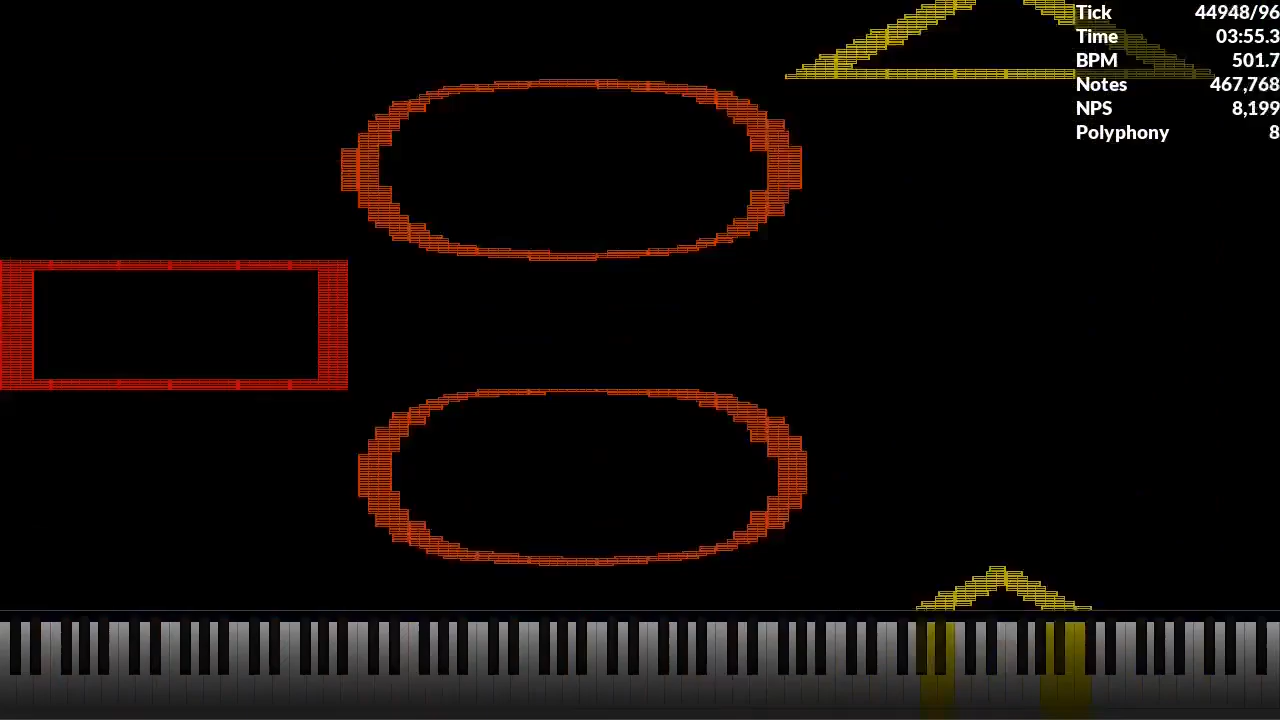 Tick 44948/96
Time 03:55.3
BPM 501.7
Notes 467,768
NPS 8,199
Polyphony 8